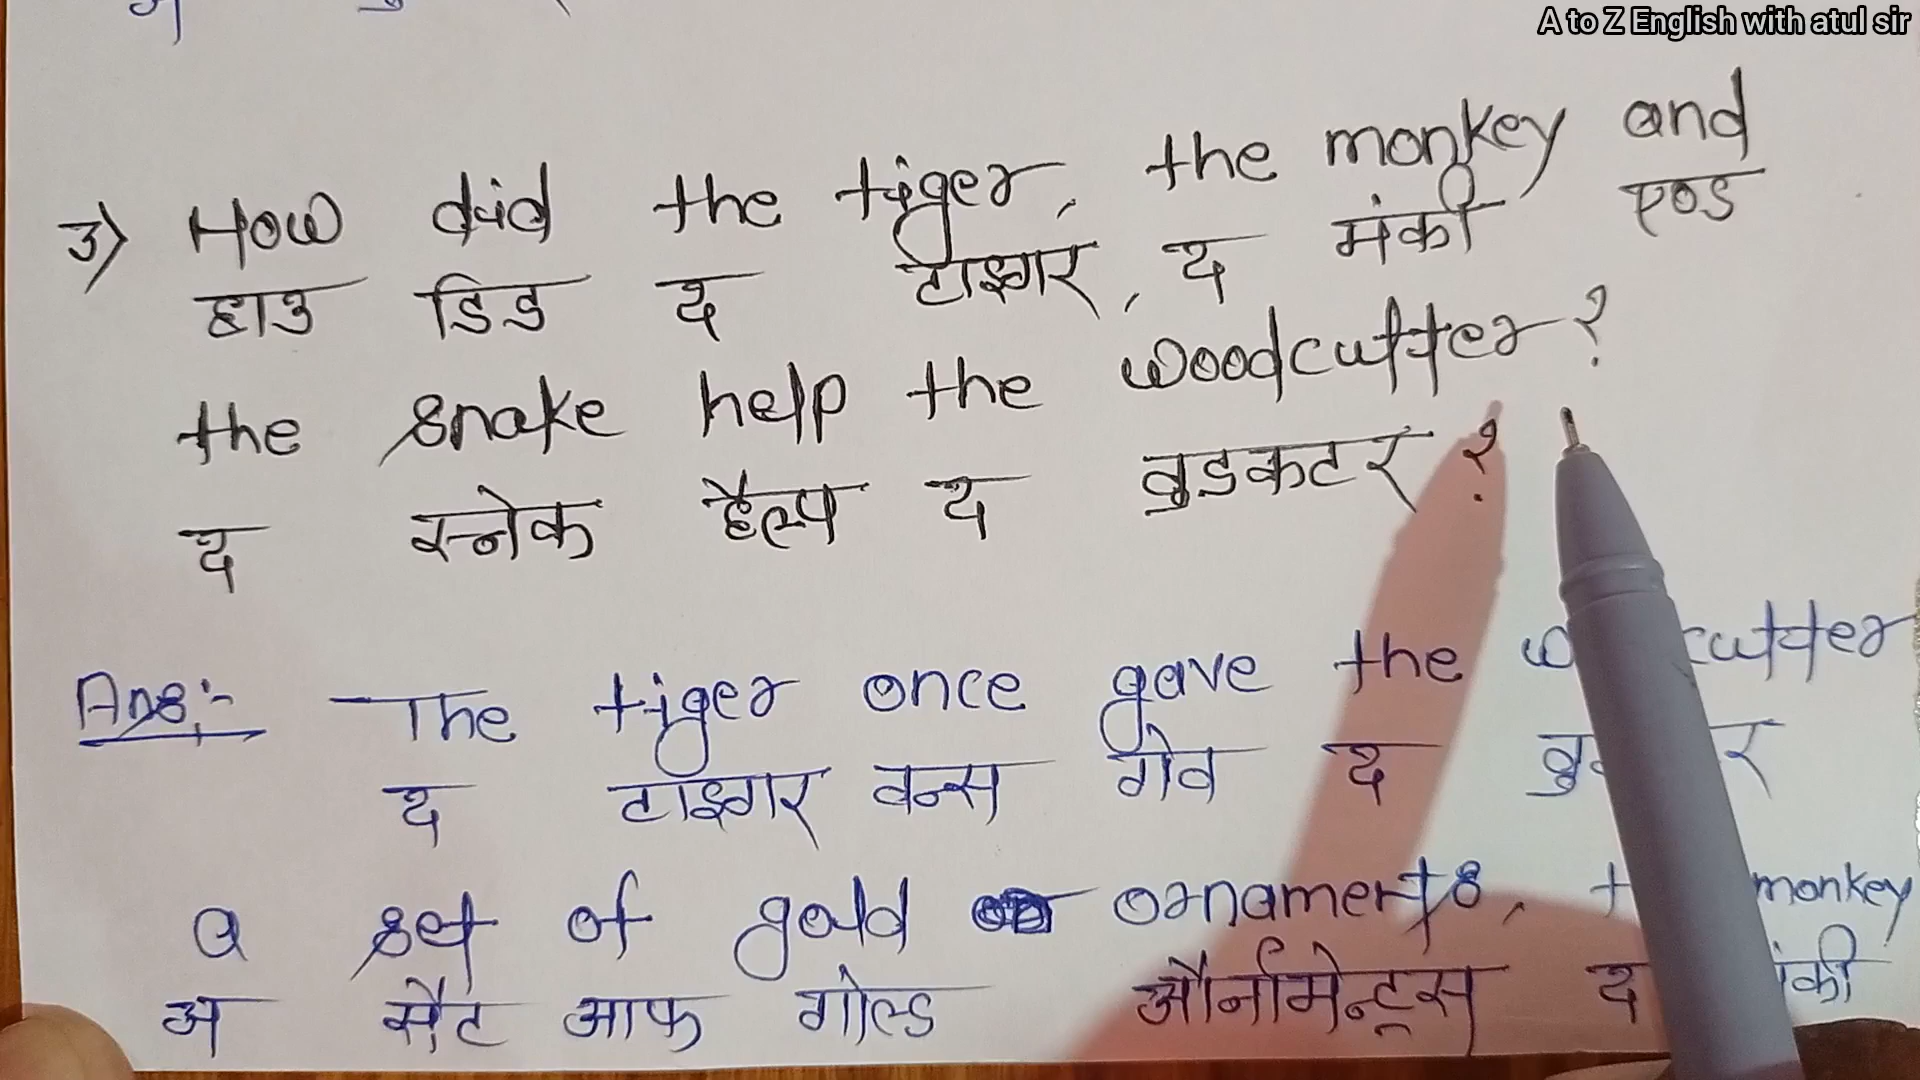 A to Z English with atul sir
3) How did the tiger, the monkey and
हाउ डिड द टाइगर, द मंकी एण्ड
the snake help the woodcutter?
द स्नेक हैल्प द वुडकटर?
Ans:- The tiger once gave the cutter
द टाइगर वन्स गेव द
a set of gold ornaments, monkey
अ सैट आफ गोल्ड और्नामेन्ट्स द